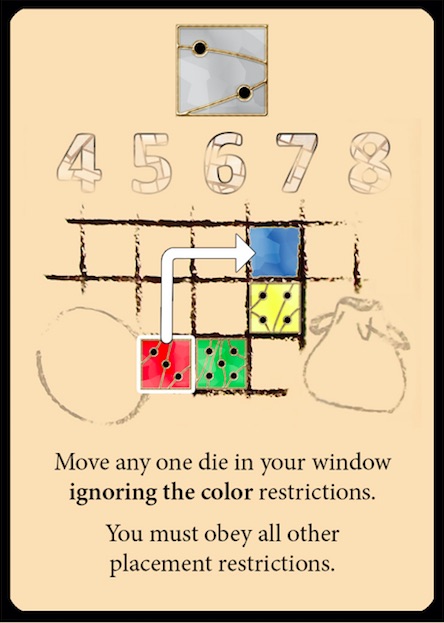 4 5 6 7 8
Move any one die in your window
ignoring the color restrictions.
You must obey all other
placement restrictions.